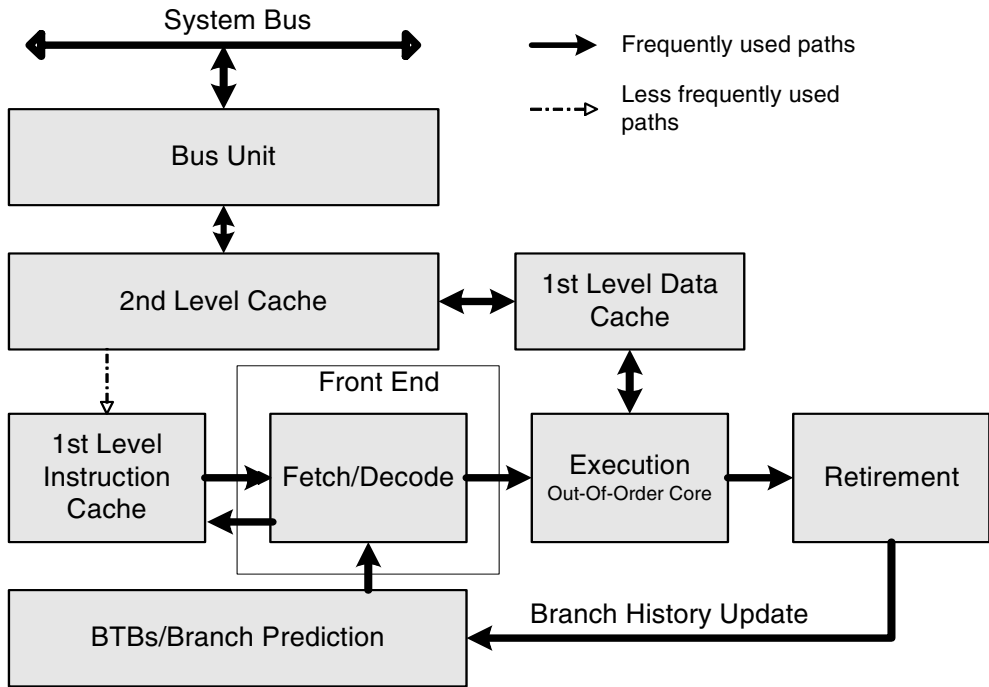 System Bus
Frequently used paths
Less frequently used
paths
Bus Unit
2nd Level Cache
1st Level Data
Cache
Front End
1st Level
Instruction
Cache
Fetch/Decode
Execution
Out-Of-Order Core
Retirement
BTBs/Branch Prediction
Branch History Update